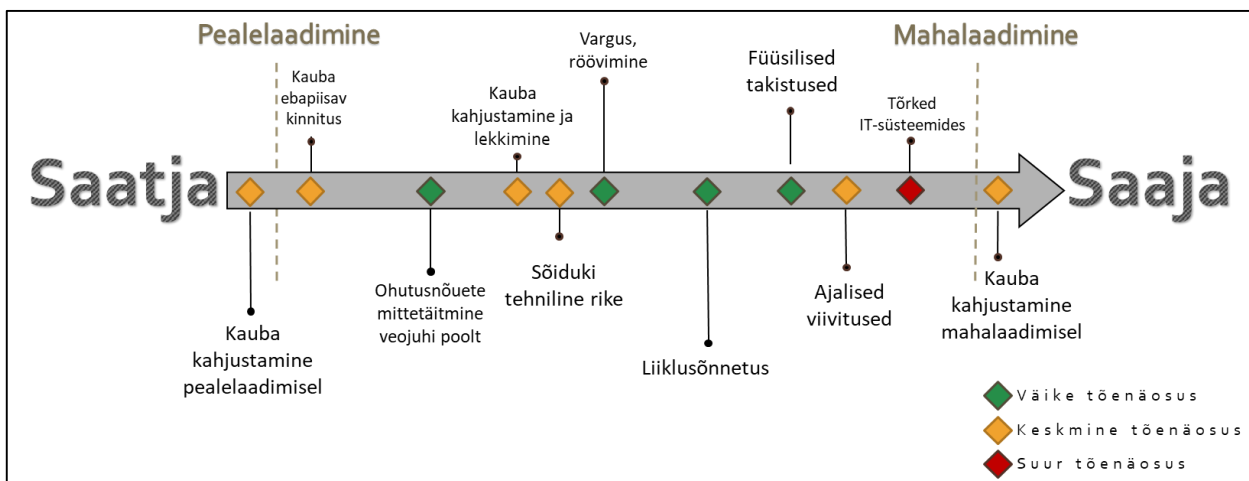 Pealelaadimine
Mahalaadimine
Kauba
ebapiisav
kinnitus
Kauba
kahjustamine ja
lekkimine
Vargus,
röövimine
Füüsilised
takistused
Tõrked
IT-süsteemides
Saatja
Saaja
Kauba
kahjustamine
pealelaadimisel
Ohutusnõuete
mittetäitmine
veojuhi poolt
Sõiduki
tehniline rike
Liiklusõnnetus
Ajalised
viivitused
Kauba
kahjustamine
mahalaadimisel
Väike tõenäosus
Keskmine tõenäosus
Suur tõenäosus